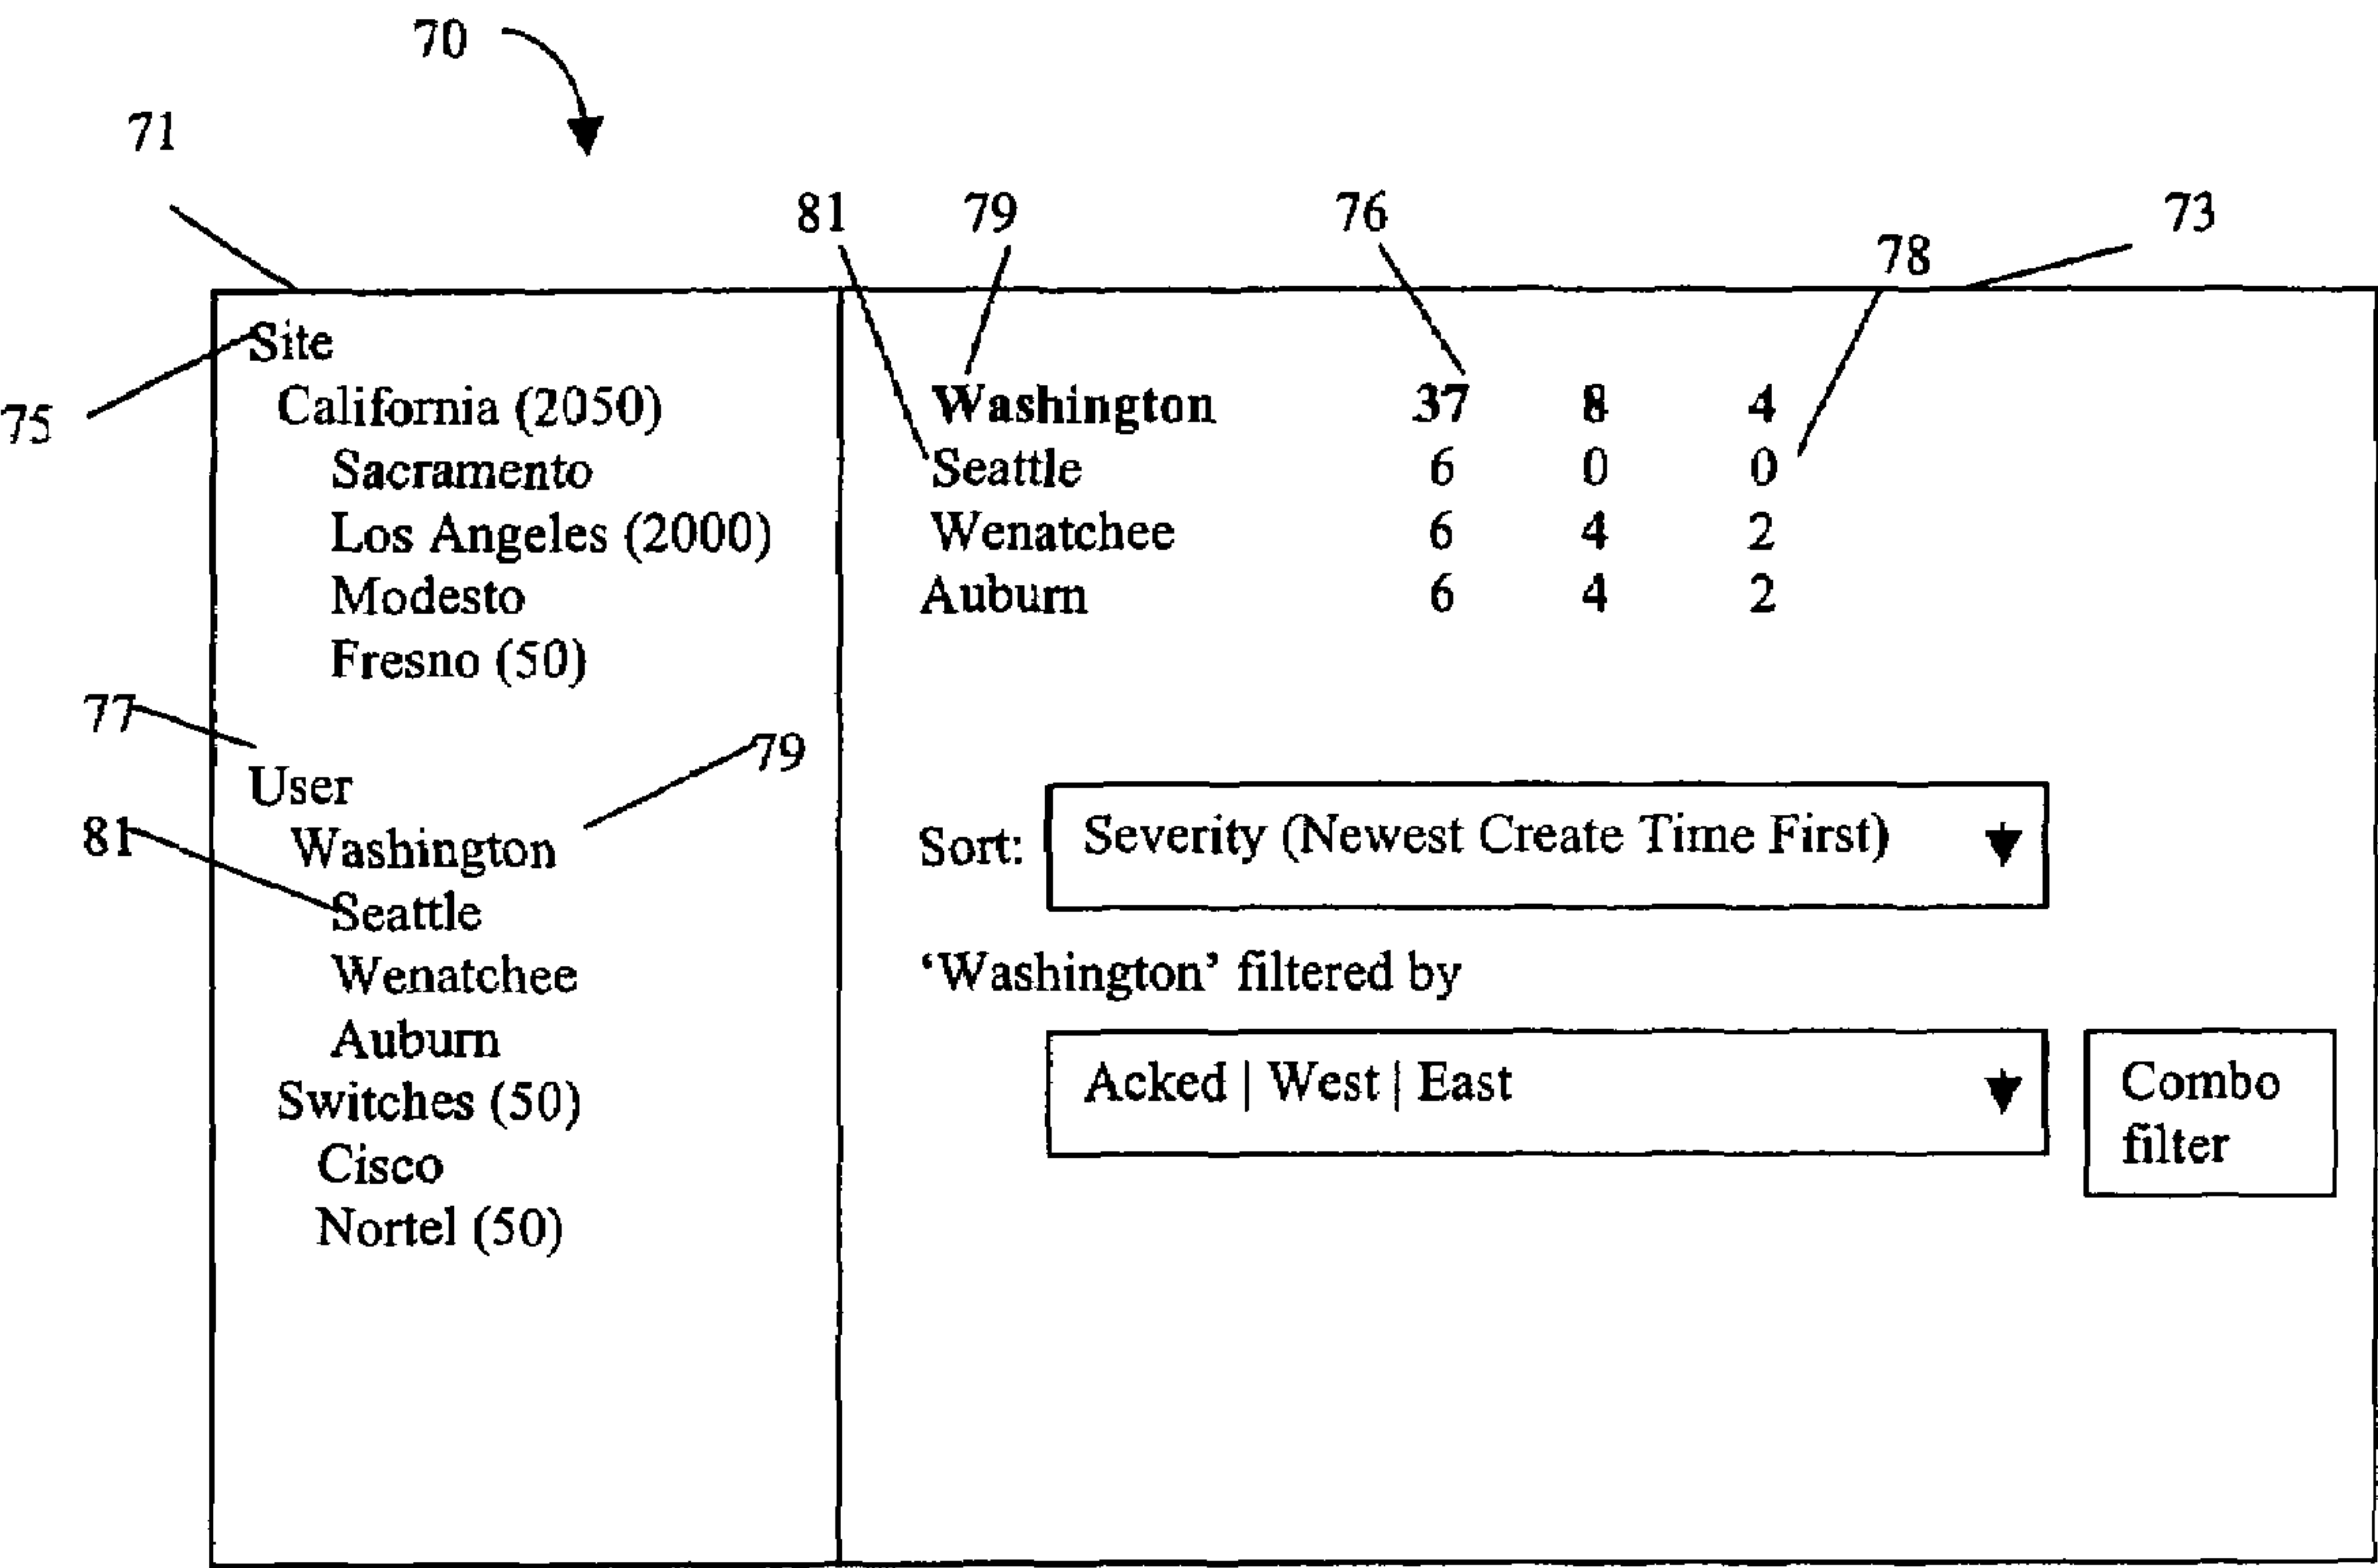 70
71
81 79 76 78 73
Site
75
California (2050)
Sacramento
Los Angeles (2000)
Modesto
Fresno (50)
77
79
User
81
Washington
Seattle
Wenatchee
Auburn
Switches (50)
Cisco
Nortel (50)
Washington 37 8 4
Seattle 6 0 0
Wenatchee 6 4 2
Auburn 6 4 2
Sort: Severity (Newest Create Time First)
‘Washington’ filtered by
Acked | West | East
Combo
filter